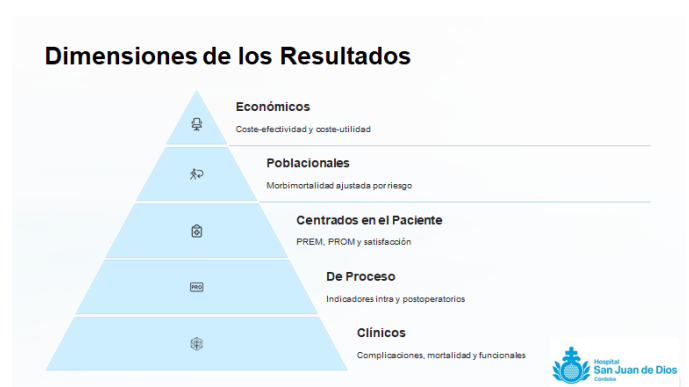 Dimensiones de los Resultados
Económicos
Coste-efectividad y coste-utilidad
Poblacionales
Morbimortalidad ajustada por riesgo
Centrados en el Paciente
PREM, PROM y satisfacción
PRO
De Proceso
Indicadores intra y postoperatorios
Clínicos
Complicaciones, mortalidad y funcionales
Hospital
San Juan de Dios
Córdoba